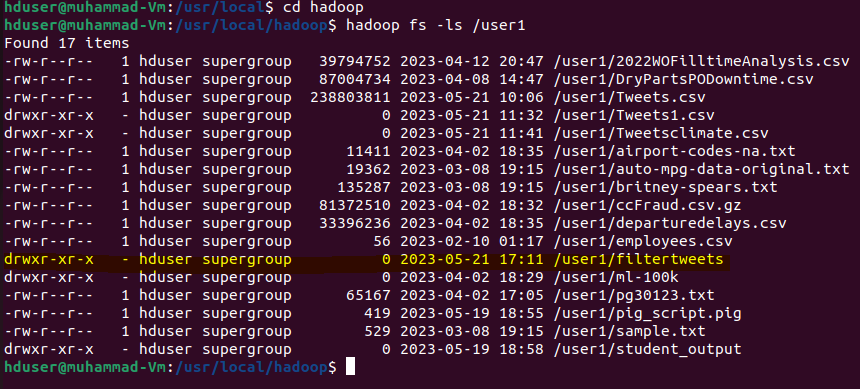 hduser@muhammad-Vm:/usr/local$ cd hadoop
hduser@muhammad-Vm:/usr/local/hadoop$ hadoop fs -ls /user1
Found 17 items
-rw-r--r--   1 hduser supergroup   39794752 2023-04-12 20:47 /user1/2022WOFilltimeAnalysis.csv
-rw-r--r--   1 hduser supergroup   87004734 2023-04-08 14:47 /user1/DryPartsPODowntime.csv
-rw-r--r--   1 hduser supergroup  238803811 2023-05-21 10:06 /user1/Tweets.csv
drwxr-xr-x   - hduser supergroup          0 2023-05-21 11:32 /user1/Tweets1.csv
drwxr-xr-x   - hduser supergroup          0 2023-05-21 11:41 /user1/Tweetsclimate.csv
-rw-r--r--   1 hduser supergroup      11411 2023-04-02 18:35 /user1/airport-codes-na.txt
-rw-r--r--   1 hduser supergroup      19362 2023-03-08 19:15 /user1/auto-mpg-data-original.txt
-rw-r--r--   1 hduser supergroup     135287 2023-03-08 19:15 /user1/britney-spears.txt
-rw-r--r--   1 hduser supergroup   81372510 2023-04-02 18:32 /user1/ccFraud.csv.gz
-rw-r--r--   1 hduser supergroup   33396236 2023-04-02 18:35 /user1/departuredelays.csv
-rw-r--r--   1 hduser supergroup         56 2023-02-10 01:17 /user1/employees.csv
drwxr-xr-x   - hduser supergroup          0 2023-05-21 17:11 /user1/filtertweets
drwxr-xr-x   - hduser supergroup          0 2023-04-02 18:29 /user1/ml-100k
-rw-r--r--   1 hduser supergroup      65167 2023-04-02 17:05 /user1/pg30123.txt
-rw-r--r--   1 hduser supergroup        419 2023-05-19 18:55 /user1/pig_script.pig
-rw-r--r--   1 hduser supergroup        529 2023-03-08 19:15 /user1/sample.txt
drwxr-xr-x   - hduser supergroup          0 2023-05-19 18:58 /user1/student_output
hduser@muhammad-Vm:/usr/local/hadoop$